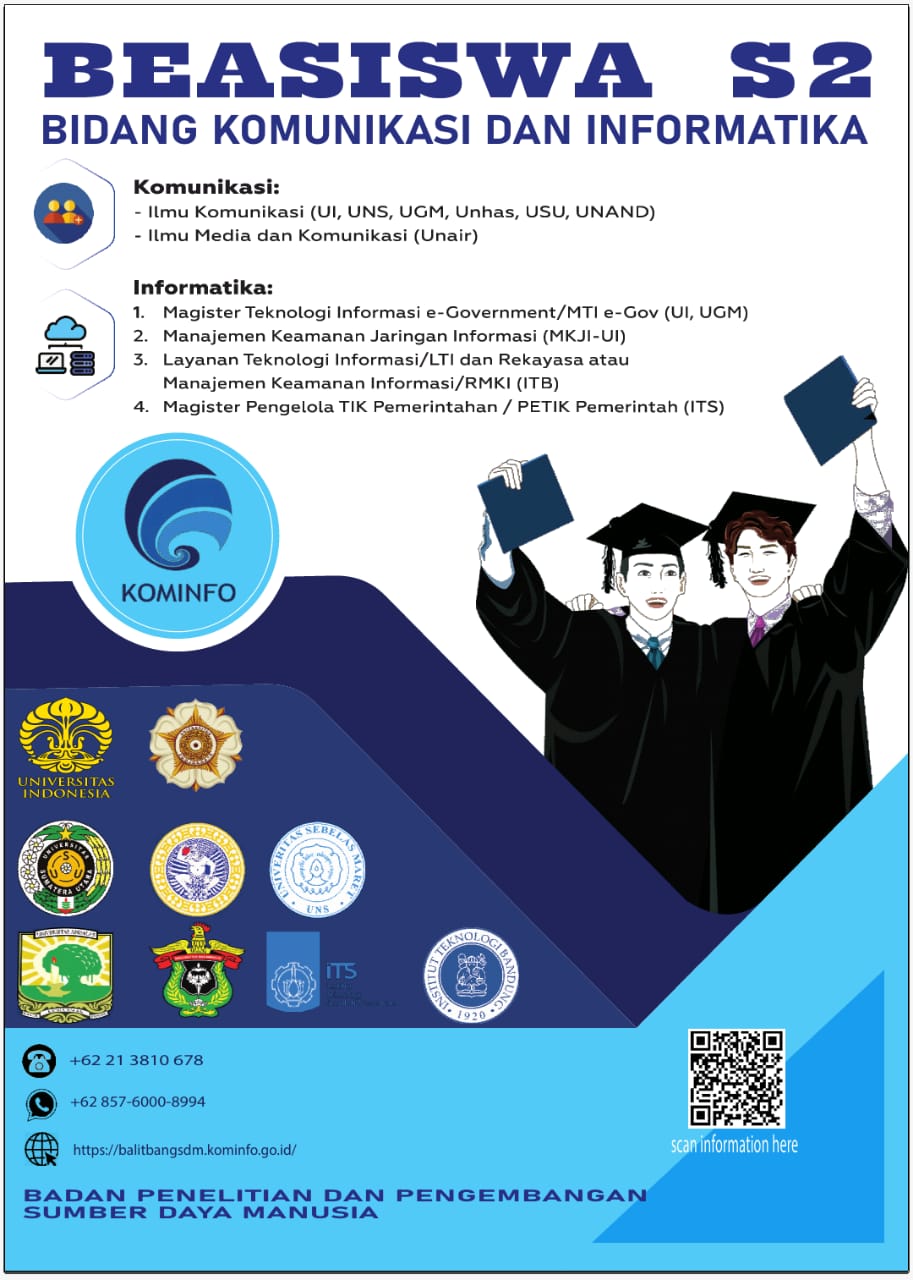 BEASISWA S2
BIDANG KOMUNIKASI DAN INFORMATIKA
Komunikasi:
- Ilmu Komunikasi (UI, UNS, UGM, Unhas, USU, UNAND)
- Ilmu Media dan Komunikasi (Unair)
Informatika:
1. Magister Teknologi Informasi e-Government/MTI e-Gov (UI, UGM)
2. Manajemen Keamanan Jaringan Informasi (MKJI-UI)
3. Layanan Teknologi Informasi/LTI dan Rekayasa atau
Manajemen Keamanan Informasi/RMKI (ITB)
4. Magister Pengelola TIK Pemerintahan / PETIK Pemerintah (ITS)
KOMINFO
UNIVERSITAS
INDONESIA
UNIVERSITAS
SUMATERA UTARA
USU
UNIVERSITAS SEBELAS MARET
UNS
ITS
INSTITUT TEKNOLOGI BANDUNG
1920
+62 21 3810 678
+62 857-6000-8994
https://balitbangsdm.kominfo.go.id/
scan information here
BADAN PENELITIAN DAN PENGEMBANGAN
SUMBER DAYA MANUSIA